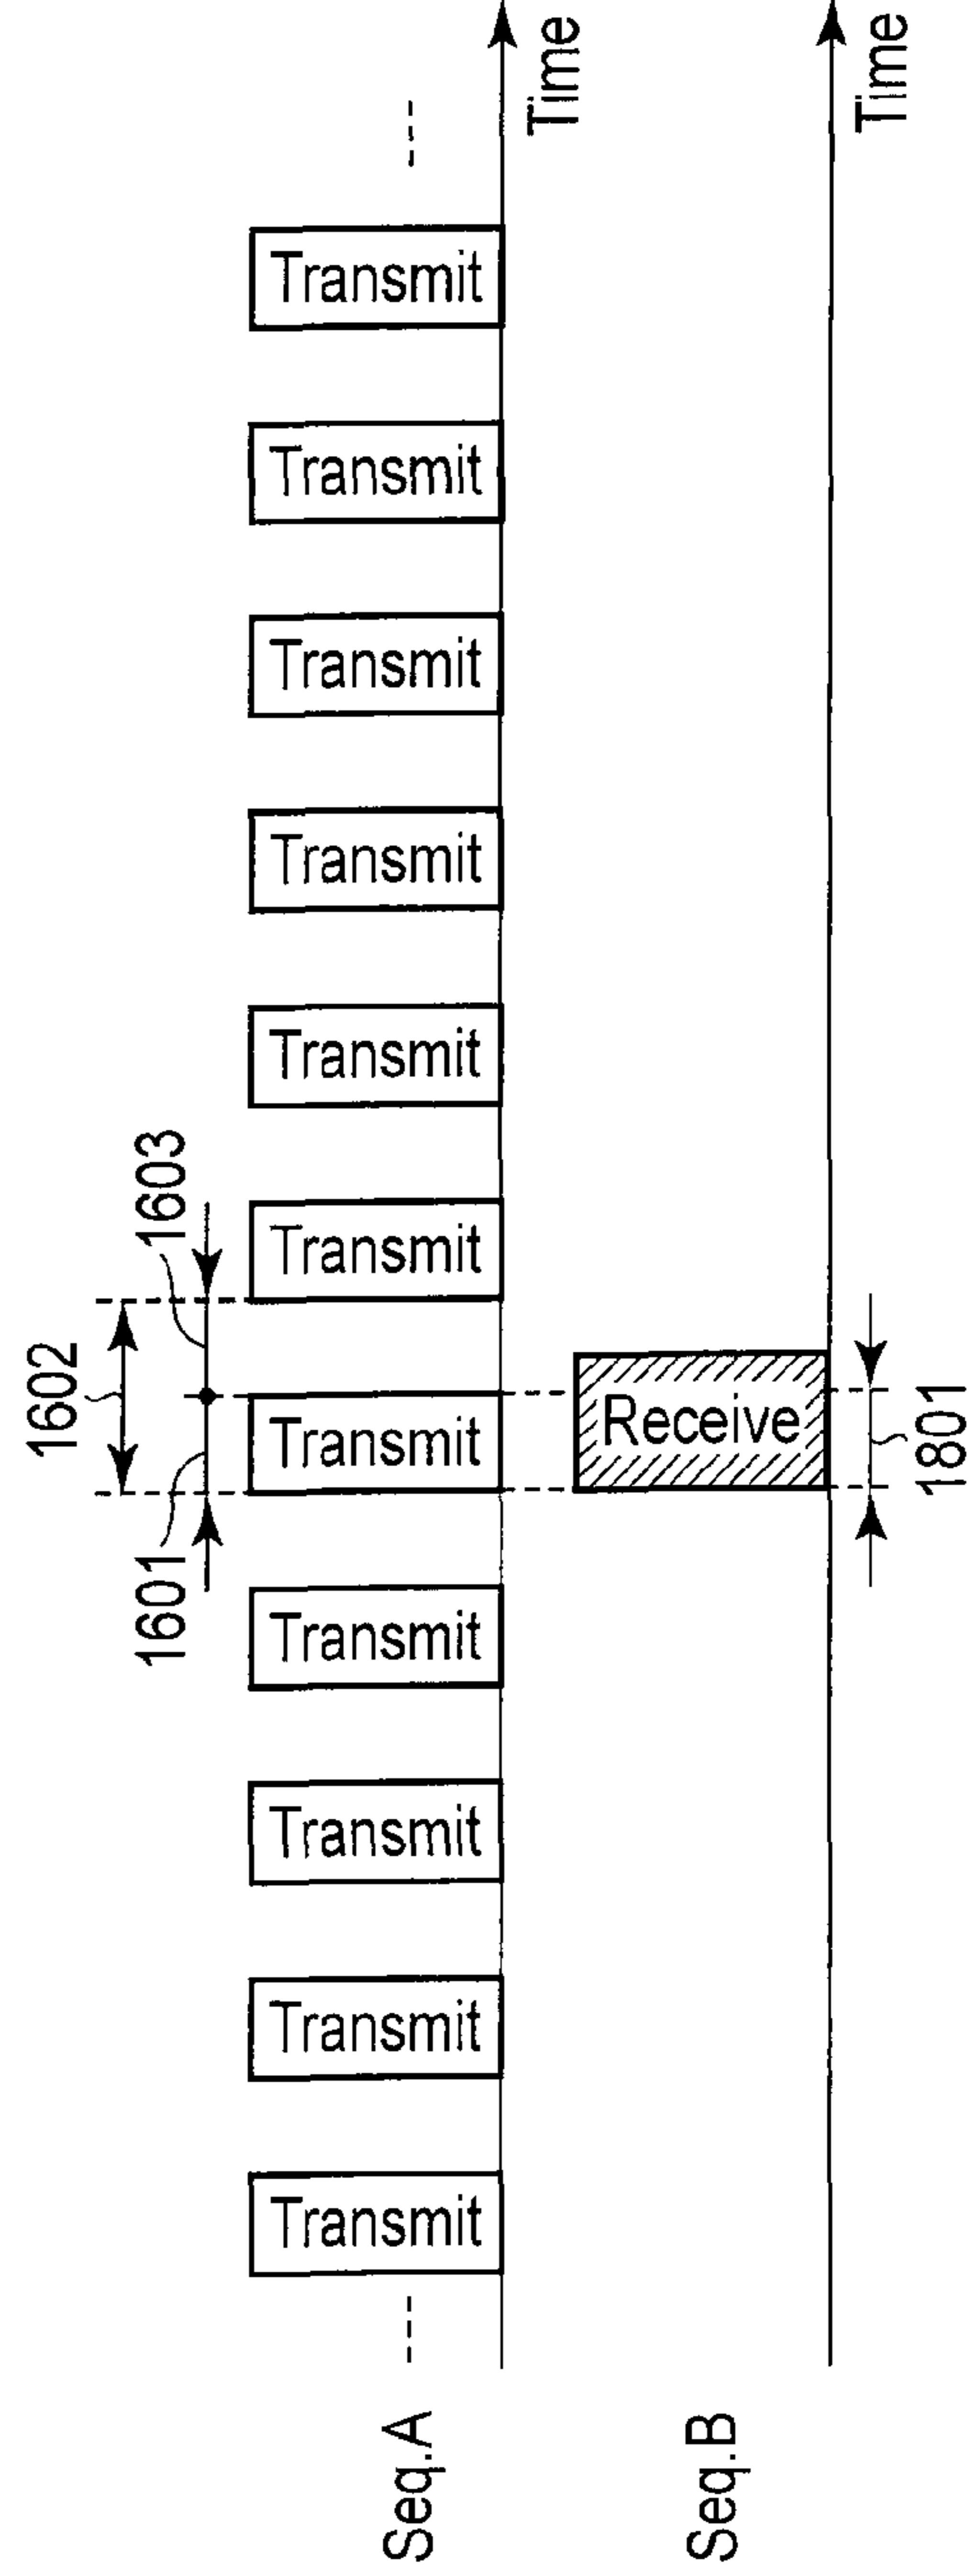 1602
1601 1603
Seq.A Transmit Transmit Transmit Transmit Transmit Transmit Transmit Transmit Transmit Transmit Transmit
Time
Seq.B Receive
Time
1801